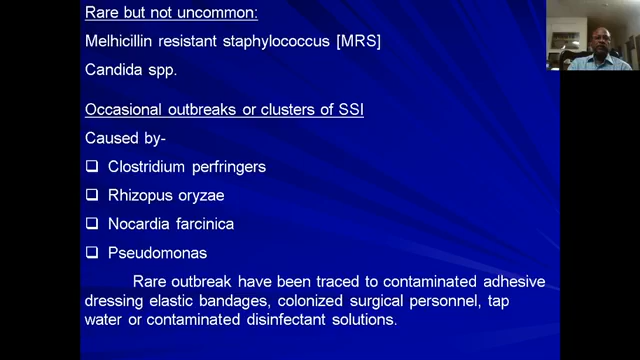 Rare but not uncommon:
Melhicillin resistant staphylococcus [MRS]
Candida spp.
Occasional outbreaks or clusters of SSI
Caused by-
❑ Clostridium perfringers
❑ Rhizopus oryzae
❑ Nocardia farcinica
❑ Pseudomonas
Rare outbreak have been traced to contaminated adhesive
dressing elastic bandages, colonized surgical personnel, tap
water or contaminated disinfectant solutions.